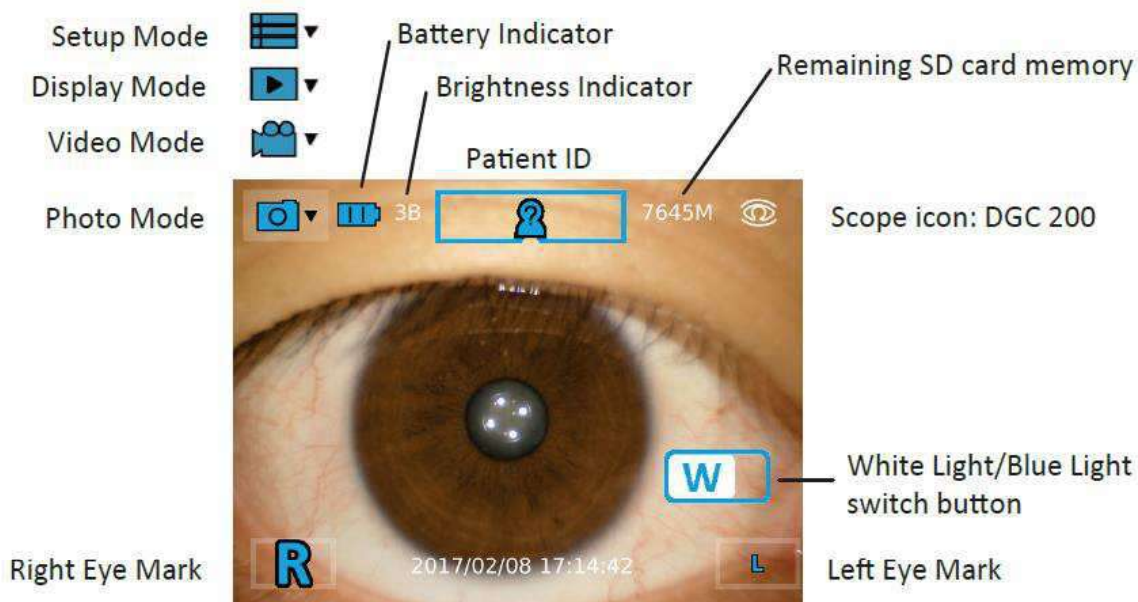 Setup Mode
Battery Indicator
Display Mode
Brightness Indicator
Remaining SD card memory
Video Mode
Patient ID
Photo Mode
3B
?
7645M
Scope icon: DGC 200
W
White Light/Blue Light
switch button
Right Eye Mark
R
2017/02/08 17:14:42
L
Left Eye Mark